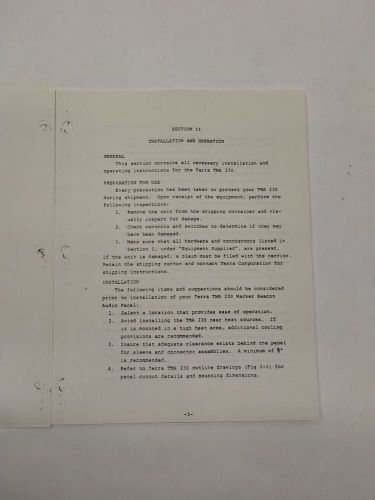 SECTION II
INSTALLATION AND OPERATION
GENERAL
This section contains all necessary installation and
operating instructions for the Terra TMA 230.
PREPARATION FOR USE
Every precaution has been taken to protect your TMA 230
during shipment. Upon receipt of the equipment, perform the
following inspections:
1. Remove the unit from the shipping container and vis-
ually inspect for damage.
2. Check controls and switches to determine if they may
have been damaged.
3. Make sure that all hardware and connectors listed in
Section I, under "Equipment Supplied", are present.
If the unit is damaged, a claim must be filed with the carrier.
Retain the shipping carton and contact Terra Corporation for
shipping instructions.
INSTALLATION
The following items and suggestions should be considered
prior to installation of your Terra TMA 230 Marker Beacon
Audio Panel:
1. Select a location that provides ease of operation.
2. Avoid installing the TMA 230 near heat sources. If
it is mounted in a high heat area, additional cooling
provisions are recommended.
3. Insure that adequate clearance exists behind the panel
for sleeve and connector assemblies. A minimum of
is recommended.
4. Refer to Terra TMA 230 outline drawings (Fig 2-1) for
panel cutout details and mounting dimensions.
-5-